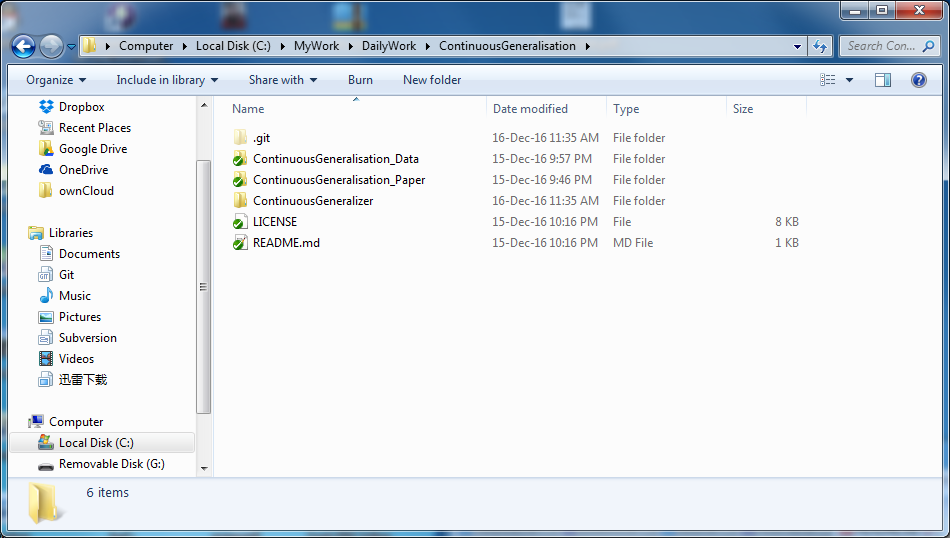 Computer ▸ Local Disk (C:) ▸ MyWork ▸ DailyWork ▸ ContinuousGeneralisation ▸
Search Con...
Organize Include in library Share with Burn New folder
Dropbox
Recent Places
Google Drive
OneDrive
ownCloud
Libraries
Documents
Git
Music
Pictures
Subversion
Videos
迅雷下载
Computer
Local Disk (C:)
Removable Disk (G:)
Name Date modified Type Size
.git 16-Dec-16 11:35 AM File folder
ContinuousGeneralisation_Data 15-Dec-16 9:57 PM File folder
ContinuousGeneralisation_Paper 15-Dec-16 9:46 PM File folder
ContinuousGeneralizer 16-Dec-16 11:35 AM File folder
LICENSE 15-Dec-16 10:16 PM File 8 KB
README.md 15-Dec-16 10:16 PM MD File 1 KB
6 items